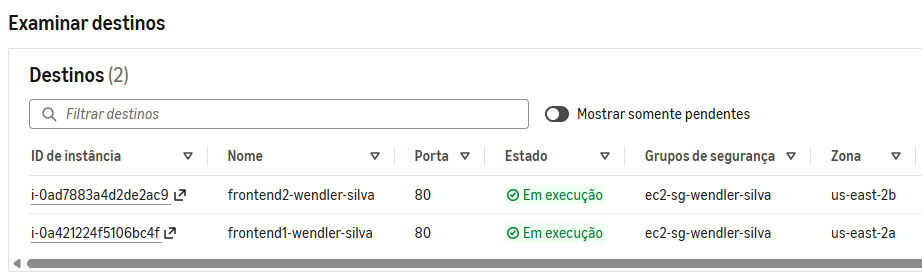 Examinar destinos
Destinos (2)
Filtrar destinos
Mostrar somente pendentes
ID de instância Nome Porta Estado Grupos de segurança Zona
i-0ad7883a4d2de2ac9 frontend2-wendler-silva 80 Em execução ec2-sg-wendler-silva us-east-2b
i-0a421224f5106bc4f frontend1-wendler-silva 80 Em execução ec2-sg-wendler-silva us-east-2a